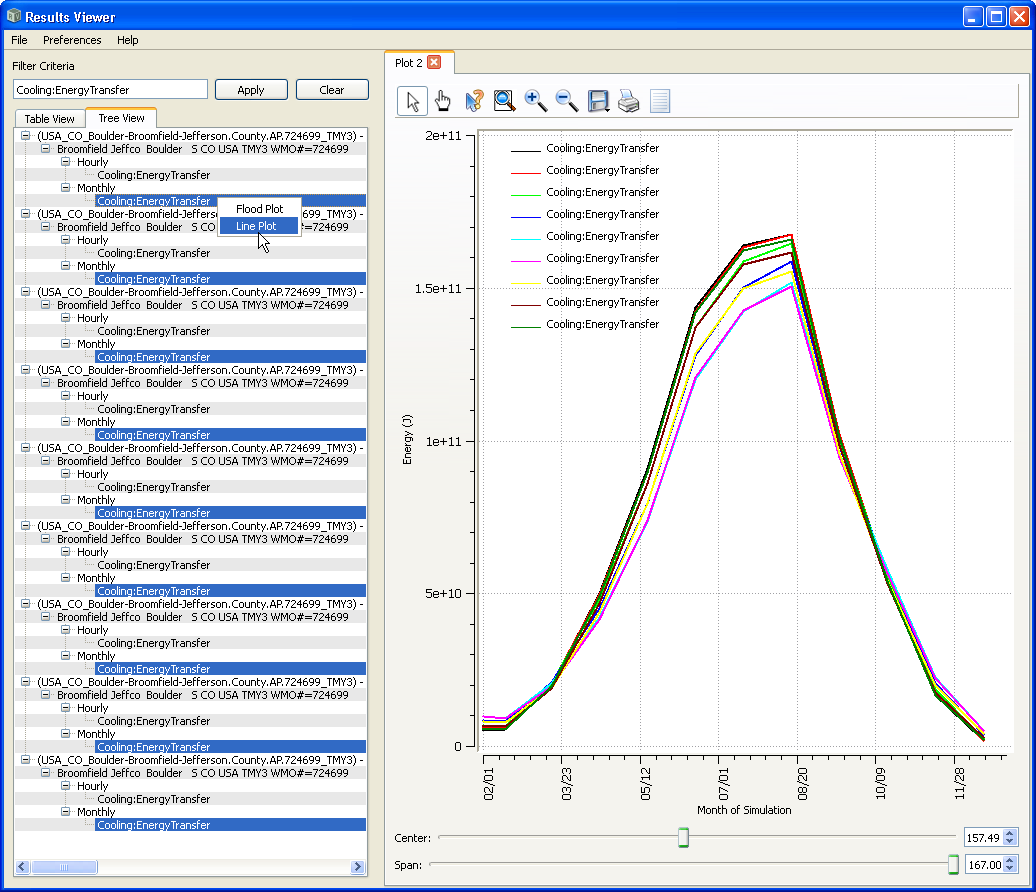 Results Viewer
File Preferences Help
Filter Criteria
Cooling:EnergyTransfer Apply Clear
Table View Tree View
(USA_CO_Boulder-Broomfield-Jefferson.County.AP.724699_TMY3) -
Broomfield Jeffco Boulder S CO USA TMY3 WMO#=724699
Hourly
Cooling:EnergyTransfer
Monthly
Cooling:EnergyTransfer
Flood Plot
Line Plot
(USA_CO_Boulder-Broomfield-Jeffers 699_TMY3) -
Broomfield Jeffco Boulder #=724699
Hourly
Cooling:EnergyTransfer
Monthly
Cooling:EnergyTransfer
(USA_CO_Boulder-Broomfield-Jefferson.County.AP.724699_TMY3) -
Broomfield Jeffco Boulder S CO USA TMY3 WMO#=724699
Hourly
Cooling:EnergyTransfer
Monthly
Cooling:EnergyTransfer
(USA_CO_Boulder-Broomfield-Jefferson.County.AP.724699_TMY3) -
Broomfield Jeffco Boulder S CO USA TMY3 WMO#=724699
Hourly
Cooling:EnergyTransfer
Monthly
Cooling:EnergyTransfer
(USA_CO_Boulder-Broomfield-Jefferson.County.AP.724699_TMY3) -
Broomfield Jeffco Boulder S CO USA TMY3 WMO#=724699
Hourly
Cooling:EnergyTransfer
Monthly
Cooling:EnergyTransfer
(USA_CO_Boulder-Broomfield-Jefferson.County.AP.724699_TMY3) -
Broomfield Jeffco Boulder S CO USA TMY3 WMO#=724699
Hourly
Cooling:EnergyTransfer
Monthly
Cooling:EnergyTransfer
(USA_CO_Boulder-Broomfield-Jefferson.County.AP.724699_TMY3) -
Broomfield Jeffco Boulder S CO USA TMY3 WMO#=724699
Hourly
Cooling:EnergyTransfer
Monthly
Cooling:EnergyTransfer
(USA_CO_Boulder-Broomfield-Jefferson.County.AP.724699_TMY3) -
Broomfield Jeffco Boulder S CO USA TMY3 WMO#=724699
Hourly
Cooling:EnergyTransfer
Monthly
Cooling:EnergyTransfer
(USA_CO_Boulder-Broomfield-Jefferson.County.AP.724699_TMY3) -
Broomfield Jeffco Boulder S CO USA TMY3 WMO#=724699
Hourly
Cooling:EnergyTransfer
Monthly
Cooling:EnergyTransfer
Plot 2
2e+11
1.5e+11
1e+11
5e+10
0
Energy (J)
Cooling:EnergyTransfer
Cooling:EnergyTransfer
Cooling:EnergyTransfer
Cooling:EnergyTransfer
Cooling:EnergyTransfer
Cooling:EnergyTransfer
Cooling:EnergyTransfer
Cooling:EnergyTransfer
Cooling:EnergyTransfer
02/01 03/23 05/12 07/01 08/20 10/09 11/28
Month of Simulation
Center: 157.49
Span: 167.00